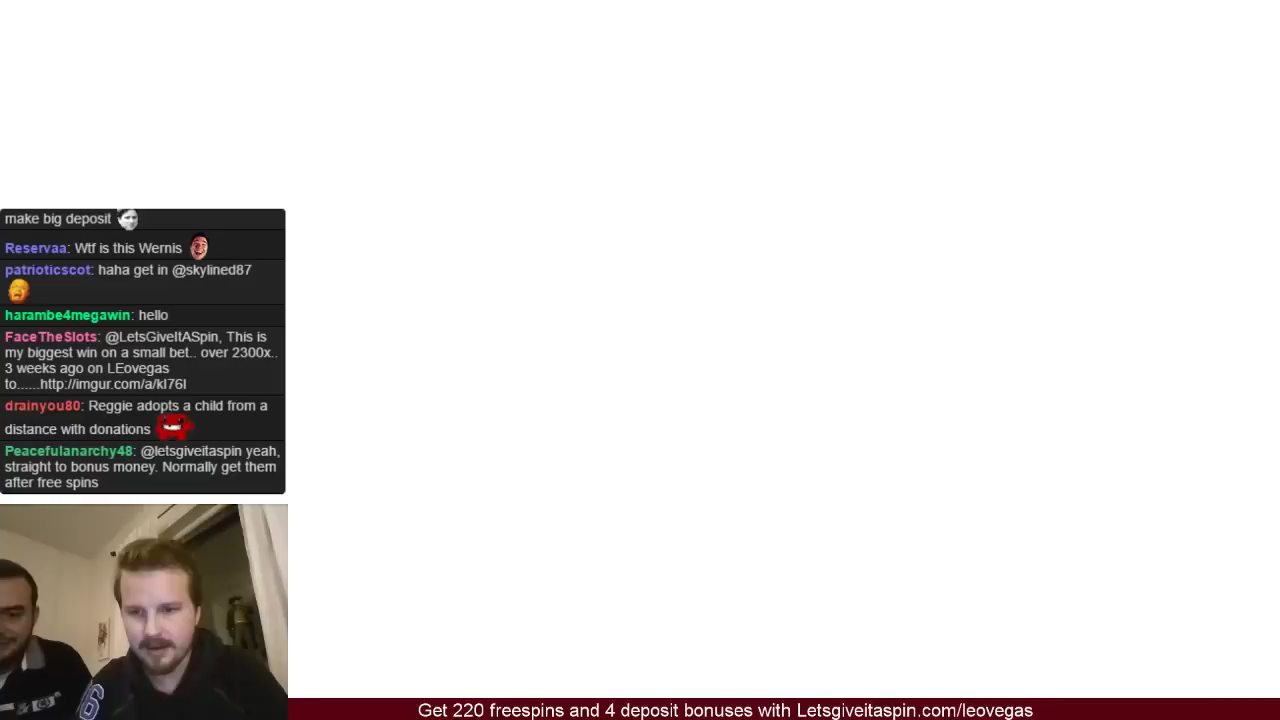 make big deposit
Reservaa: Wtf is this Wernis
patrioticscot: haha get in @skylined87
harambe4megawin: hello
FaceTheSlots: @LetsGiveItASpin, This is
my biggest win on a small bet.. over 2300x..
3 weeks ago on LEovegas
to......http://imgur.com/a/kI76I
drainyou80: Reggie adopts a child from a
distance with donations
Peacefulanarchy48: @letsgiveitaspin yeah,
straight to bonus money. Normally get them
after free spins
6
Get 220 freespins and 4 deposit bonuses with Letsgiveitaspin.com/leovegas